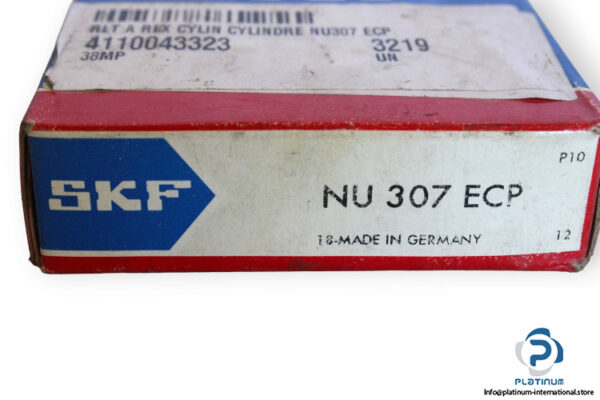 RLT A REX CYLIN CYLINDRE NU307 ECP
4110043323 3219
38MP UN
SKF
P10
NU 307 ECP
18-MADE IN GERMANY 12
PLATINUM
Info@platinum-international.store